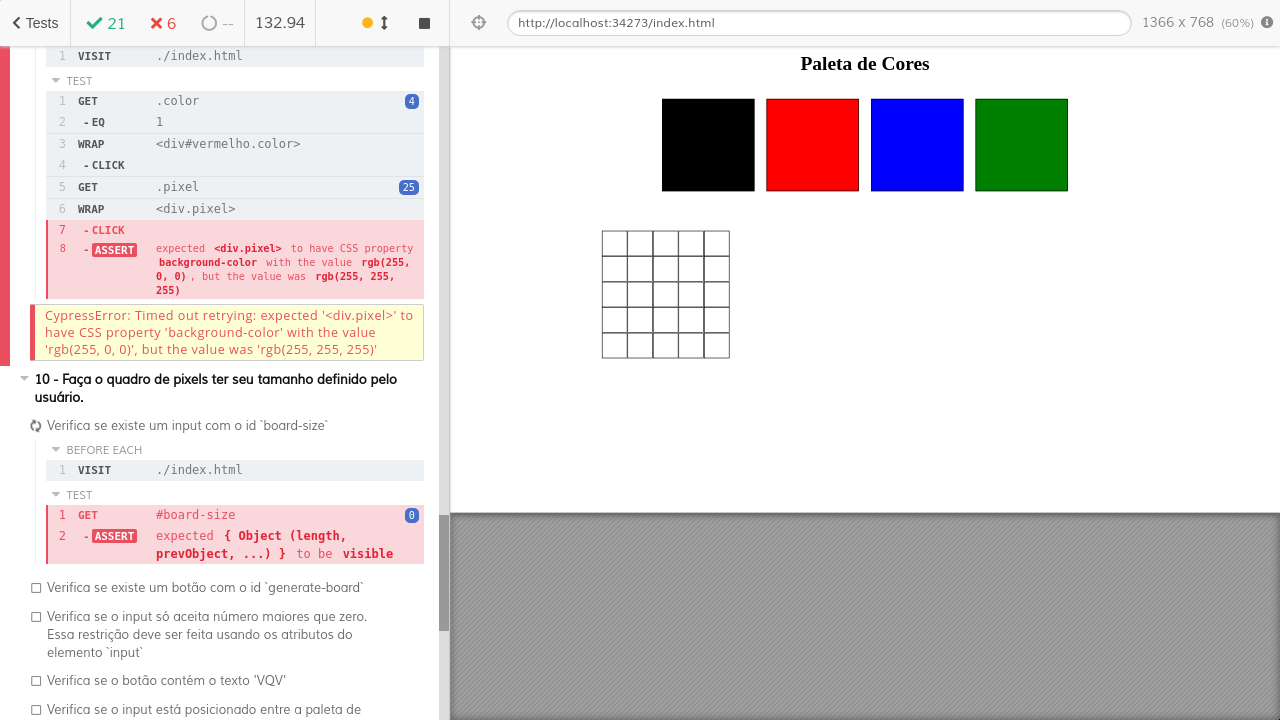 Tests 21 6 -- 132.94 http://localhost:34273/index.html 1366 x 768 (60%)
1 VISIT ./index.html
TEST
1 GET .color 4
2 - EQ 1
3 WRAP <div#vermelho.color>
4 - CLICK
5 GET .pixel 25
6 WRAP <div.pixel>
7 - CLICK
8 - ASSERT expected <div.pixel> to have CSS property
background-color with the value rgb(255,
0, 0) , but the value was rgb(255, 255,
255)
CypressError: Timed out retrying: expected '<div.pixel>' to
have CSS property 'background-color' with the value
'rgb(255, 0, 0)', but the value was 'rgb(255, 255, 255)'
10 - Faça o quadro de pixels ter seu tamanho definido pelo
usuário.
Verifica se existe um input com o id `board-size`
BEFORE EACH
1 VISIT ./index.html
TEST
1 GET #board-size 0
2 - ASSERT expected { Object (length,
prevObject, ...) } to be visible
Verifica se existe um botão com o id `generate-board`
Verifica se o input só aceita número maiores que zero.
Essa restrição deve ser feita usando os atributos do
elemento `input`
Verifica se o botão contém o texto 'VQV'
Verifica se o input está posicionado entre a paleta de
Paleta de Cores